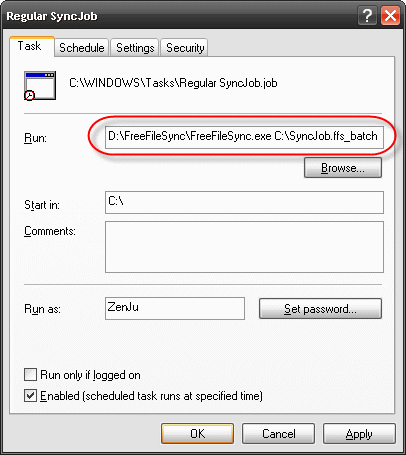 Regular SyncJob
Task Schedule Settings Security
C:\WINDOWS\Tasks\Regular SyncJob.job
Run: D:\FreeFileSync\FreeFileSync.exe C:\SyncJob.ffs_batch
Browse...
Start in: C:\
Comments:
Run as: ZenJu Set password...
Run only if logged on
Enabled (scheduled task runs at specified time)
OK Cancel Apply